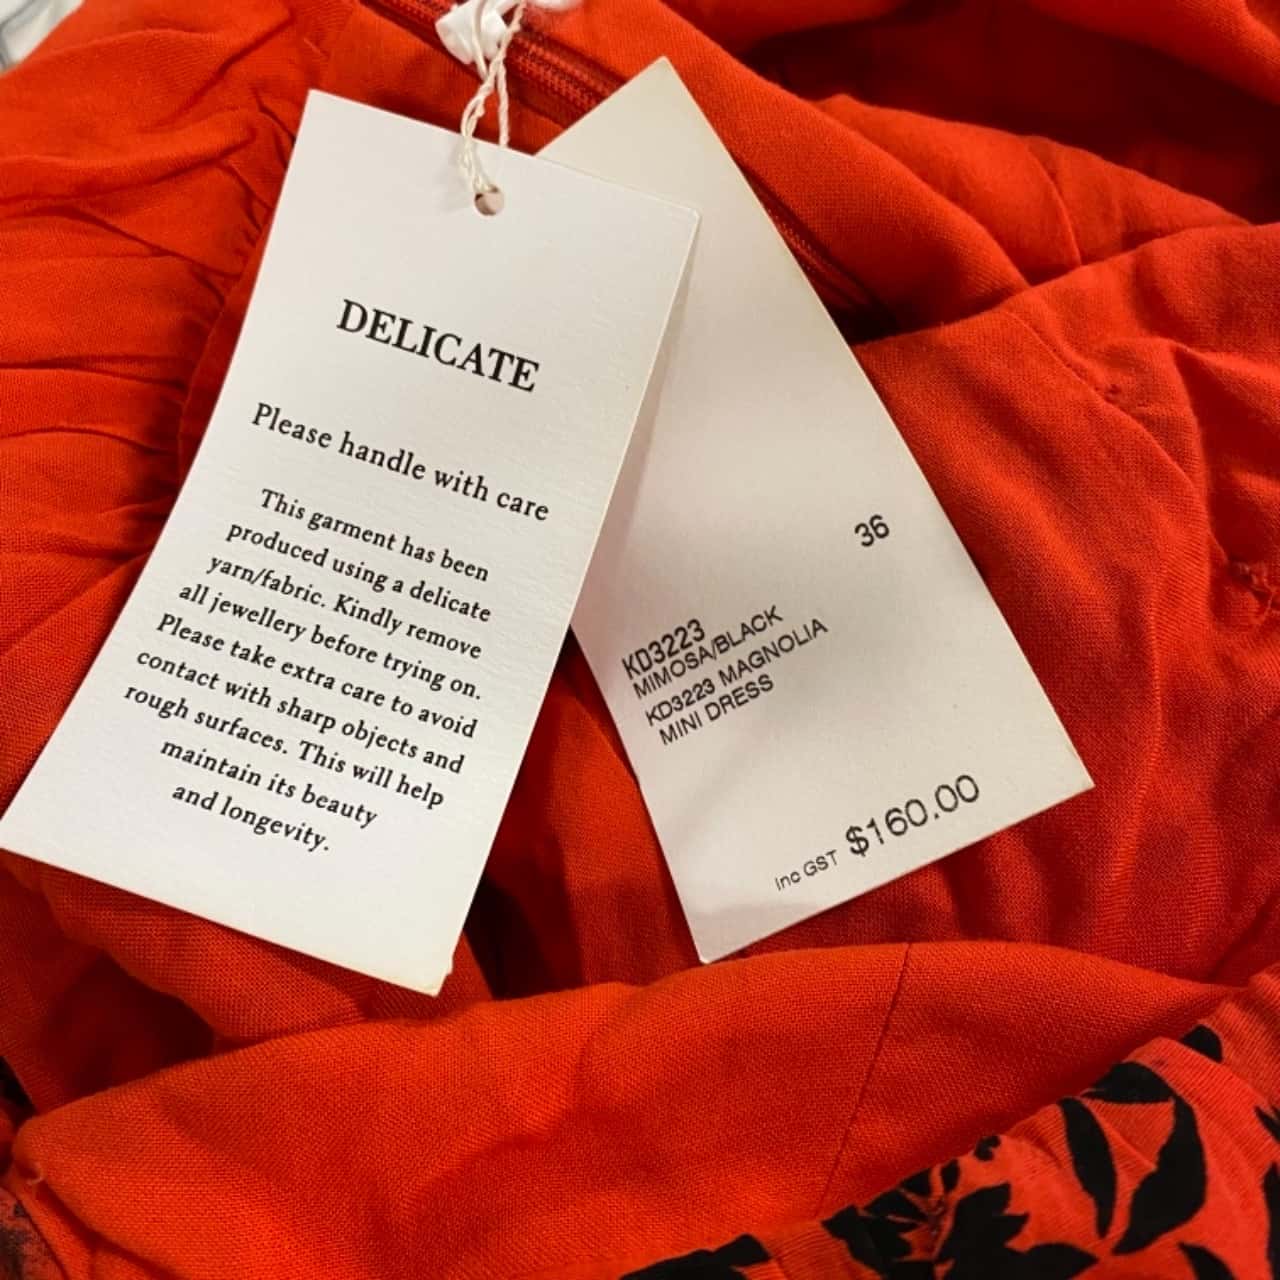 DELICATE
Please handle with care
This garment has been
produced using a delicate
yarn/fabric. Kindly remove
all jewellery before trying on.
Please take extra care to avoid
contact with sharp objects and
rough surfaces. This will help
maintain its beauty
and longevity.
36
KD3223
MIMOSA/BLACK
KD3223 MAGNOLIA
MINI DRESS
Inc GST $160.00